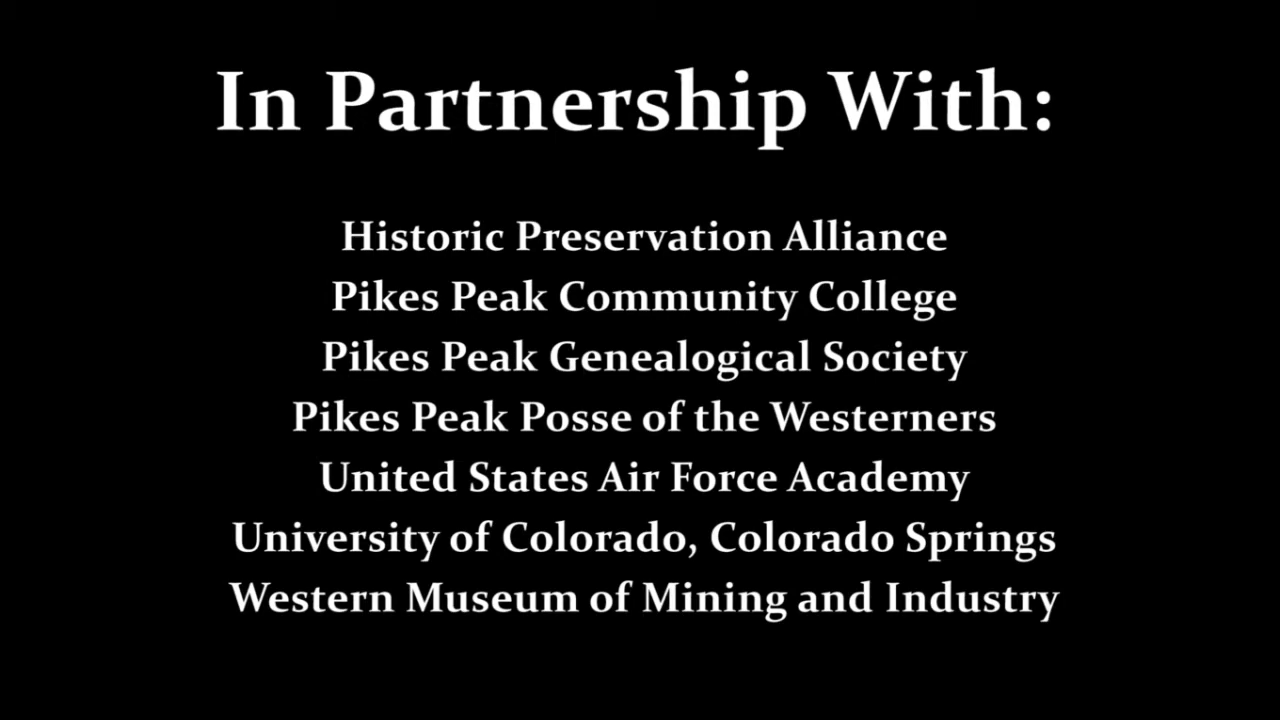 In Partnership With:
Historic Preservation Alliance
Pikes Peak Community College
Pikes Peak Genealogical Society
Pikes Peak Posse of the Westerners
United States Air Force Academy
University of Colorado, Colorado Springs
Western Museum of Mining and Industry